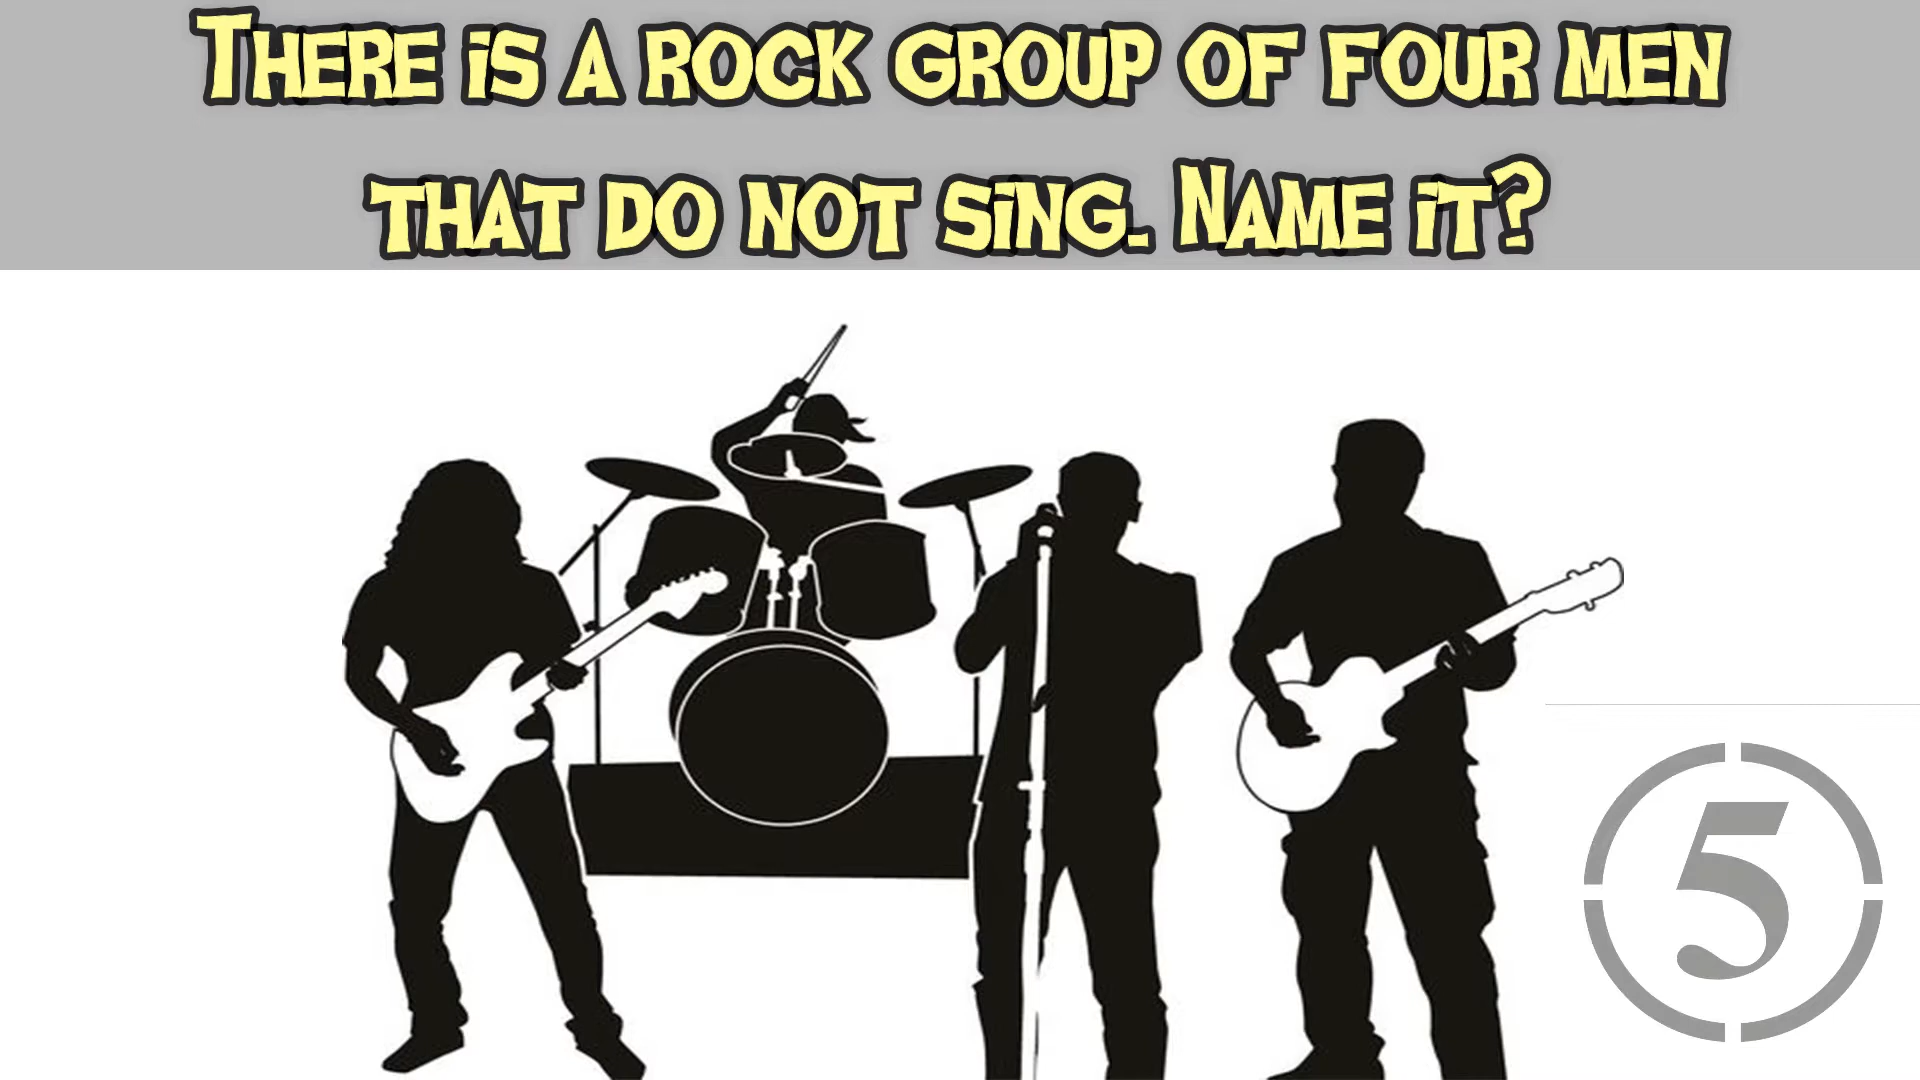 There is a rock group of four men
that do not sing. Name it?
5